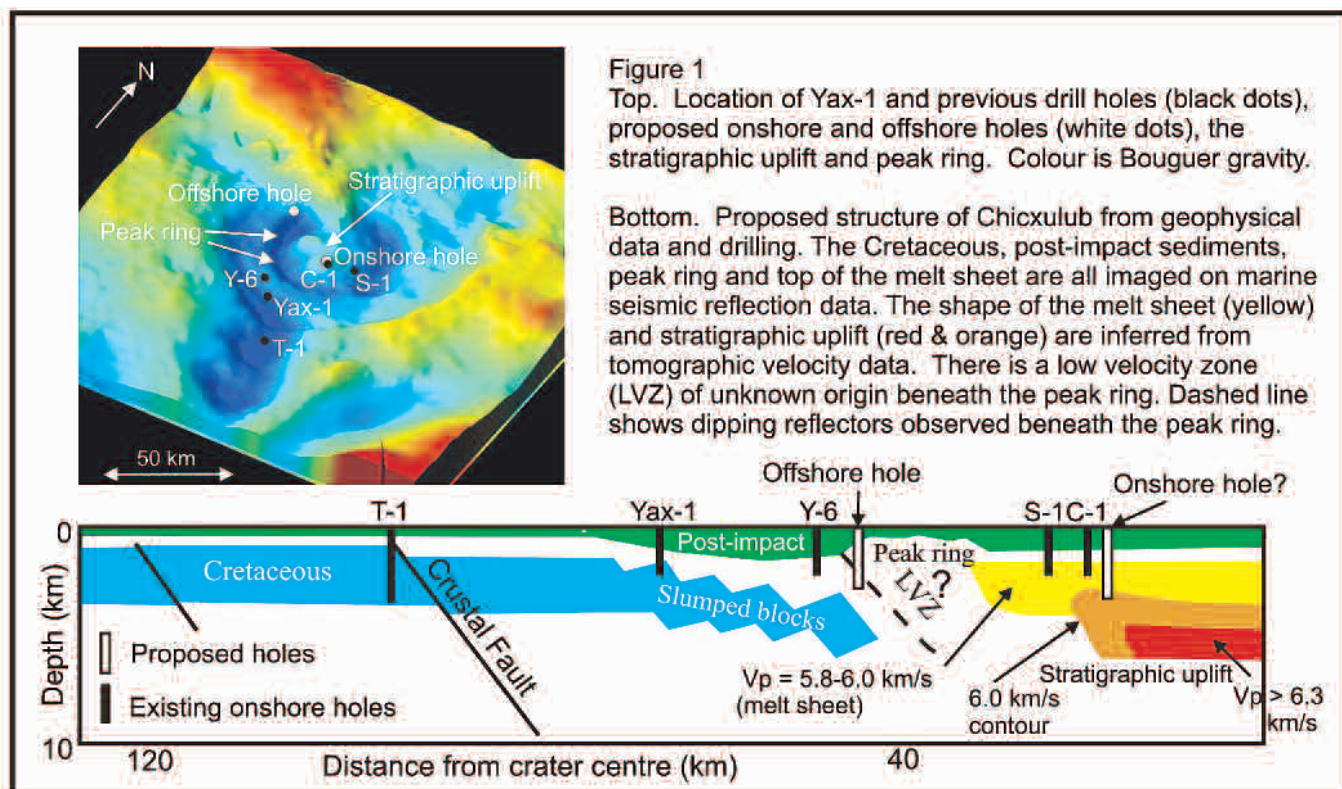 N
Offshore hole
Stratigraphic uplift
Peak ring
Onshore hole
Y-6
C-1
S-1
Yax-1
T-1
50 km
Figure 1
Top. Location of Yax-1 and previous drill holes (black dots),
proposed onshore and offshore holes (white dots), the
stratigraphic uplift and peak ring. Colour is Bouguer gravity.
Bottom. Proposed structure of Chicxulub from geophysical
data and drilling. The Cretaceous, post-impact sediments,
peak ring and top of the melt sheet are all imaged on marine
seismic reflection data. The shape of the melt sheet (yellow)
and stratigraphic uplift (red & orange) are inferred from
tomographic velocity data. There is a low velocity zone
(LVZ) of unknown origin beneath the peak ring. Dashed line
shows dipping reflectors observed beneath the peak ring.
Offshore hole
Onshore hole?
T-1
Yax-1
Y-6
S-1
C-1
0
Post-impact
Peak ring
Cretaceous
LVZ
?
Slumped blocks
Crustal Fault
Depth (km)
Proposed holes
Existing onshore holes
Vp = 5.8-6.0 km/s
(melt sheet)
6.0 km/s
contour
Stratigraphic uplift
Vp > 6.3
km/s
10
120
Distance from crater centre (km)
40